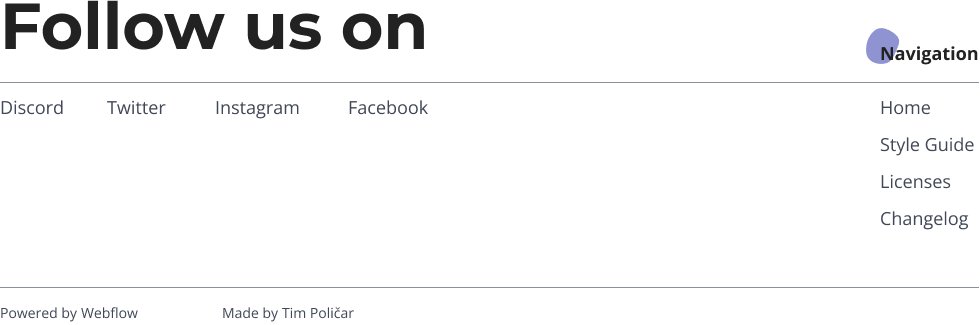 Follow us on
Navigation
Discord Twitter Instagram Facebook
Home
Style Guide
Licenses
Changelog
Powered by Webflow Made by Tim Poličar